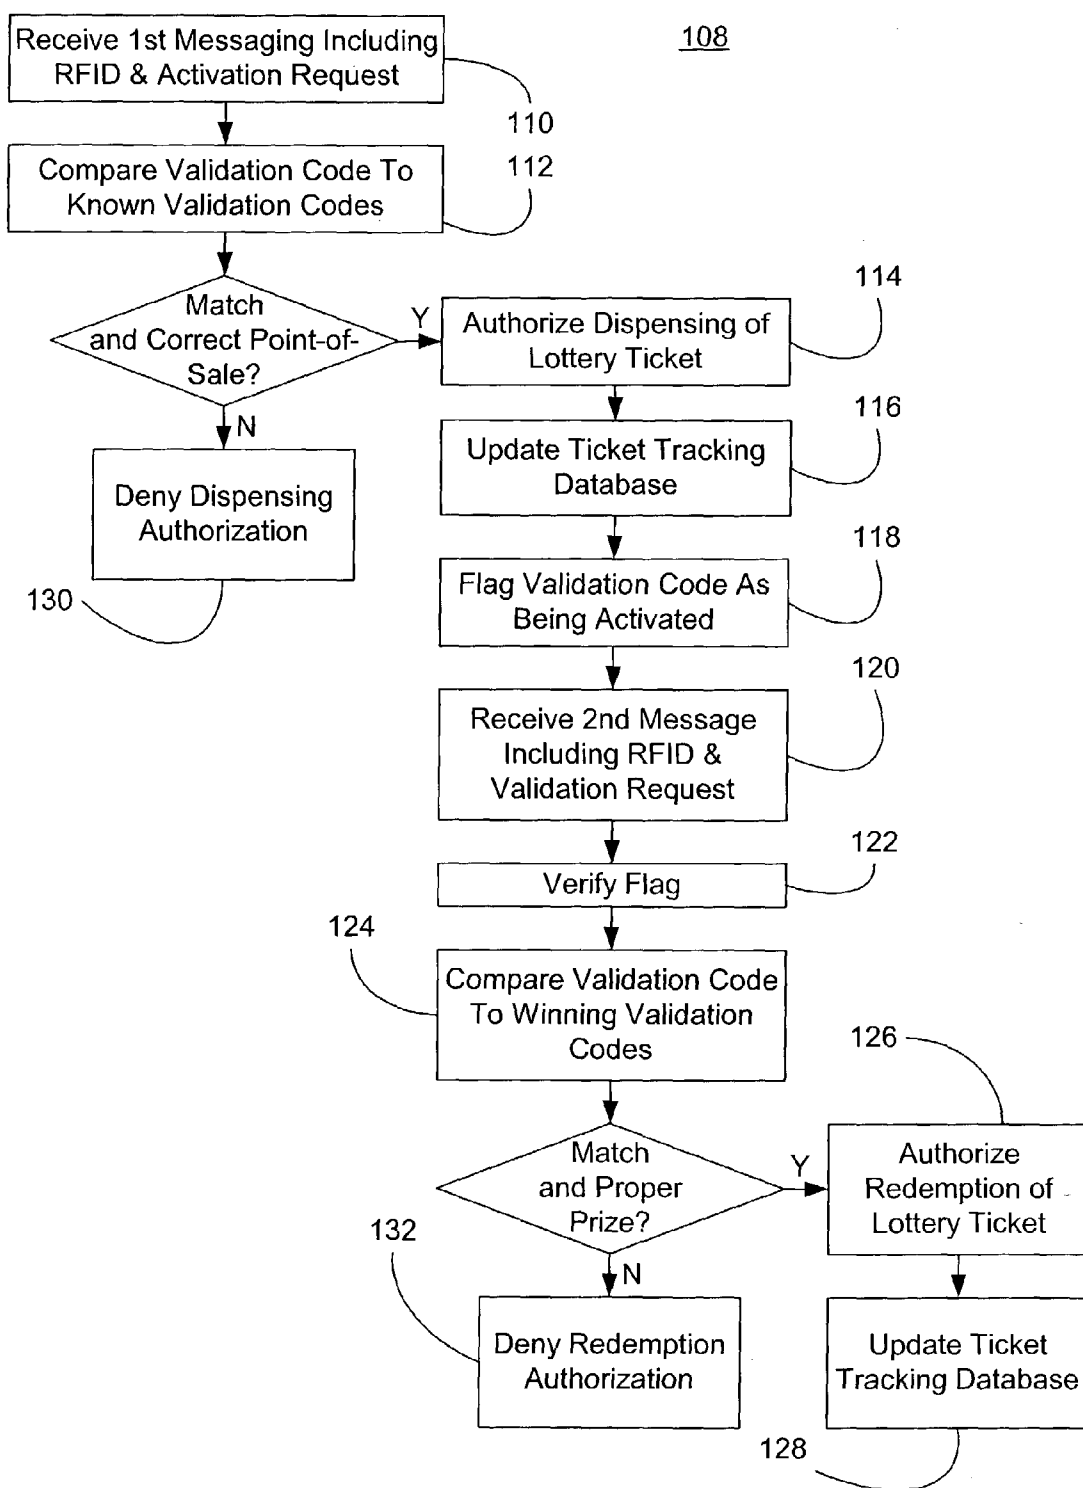 108
Receive 1st Messaging Including
RFID & Activation Request
110
Compare Validation Code To
Known Validation Codes
112
Match
and Correct Point-of-
Sale?
Y
N
Authorize Dispensing of
Lottery Ticket
114
Update Ticket Tracking
Database
116
Deny Dispensing
Authorization
130
Flag Validation Code As
Being Activated
118
Receive 2nd Message
Including RFID &
Validation Request
120
Verify Flag
122
124
Compare Validation Code
To Winning Validation
Codes
Match
and Proper
Prize?
Y
N
126
Authorize
Redemption of
Lottery Ticket
132
Deny Redemption
Authorization
Update Ticket
Tracking Database
128